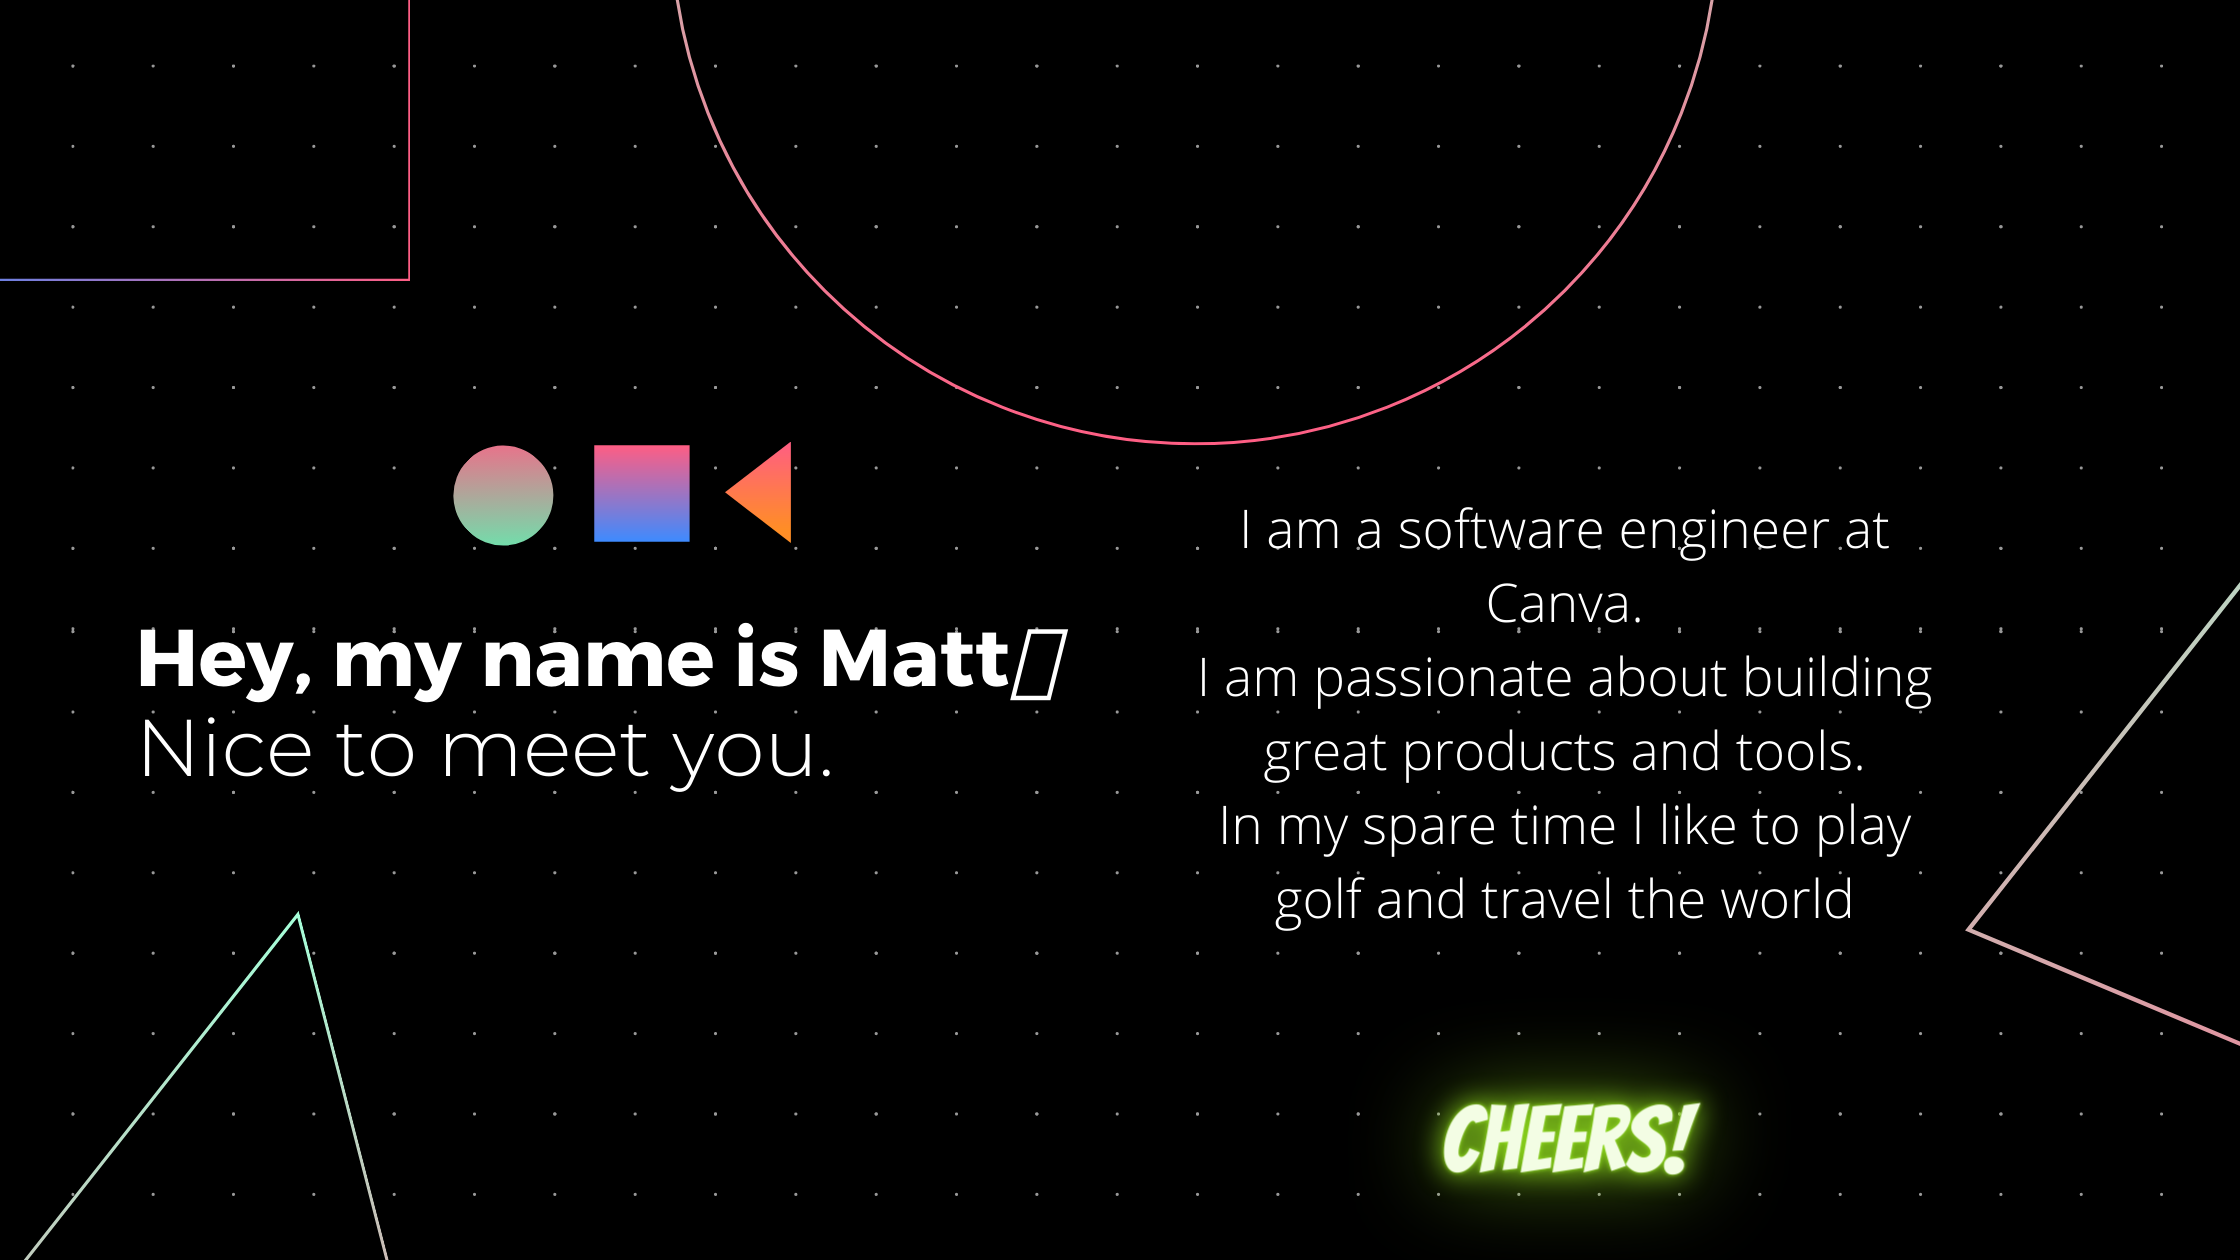 Hey, my name is Matt
Nice to meet you.
I am a software engineer at
Canva.
I am passionate about building
great products and tools.
In my spare time I like to play
golf and travel the world
CHEERS!